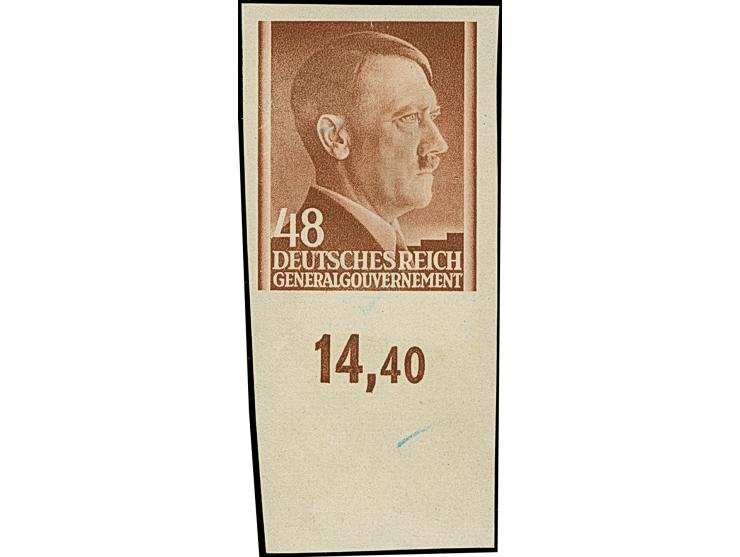 48
DEUTSCHES REICH
GENERALGOUVERNEMENT
14,40